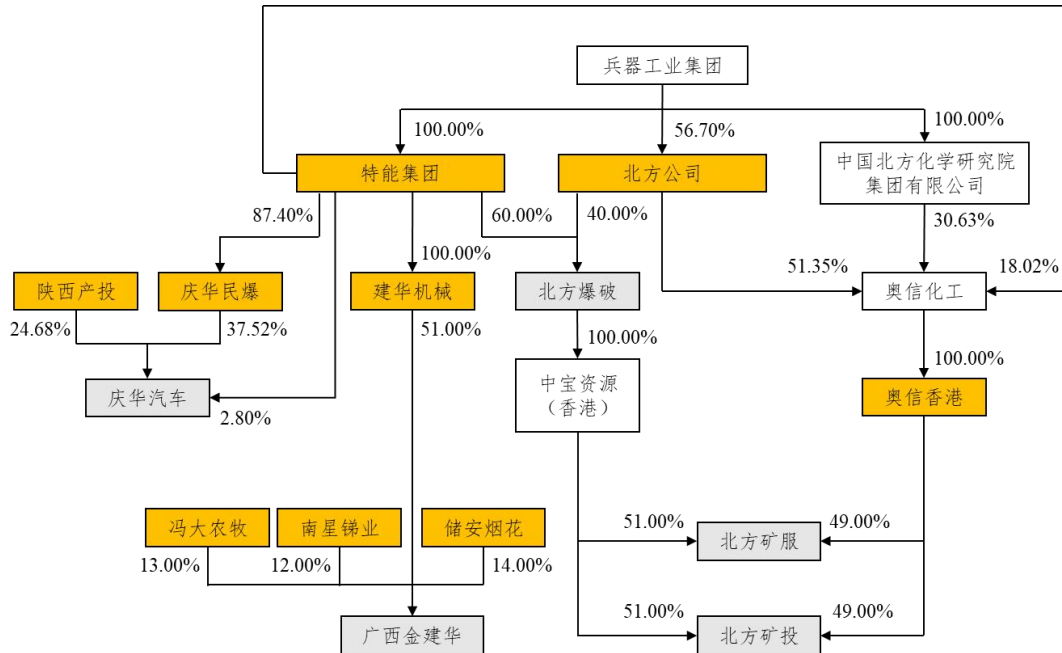 兵器工业集团
100.00%
56.70%
100.00%
特能集团
北方公司
中国北方化学研究院
集团有限公司
87.40%
60.00%
40.00%
30.63%
100.00%
51.35%
18.02%
陕西产投
庆华民爆
建华机械
北方爆破
奥信化工
24.68%
37.52%
51.00%
100.00%
100.00%
庆华汽车
2.80%
中宝资源
（香港）
奥信香港
冯大农牧
南星锑业
储安烟花
51.00%
北方矿服
49.00%
13.00%
12.00%
14.00%
51.00%
49.00%
广西金建华
北方矿投